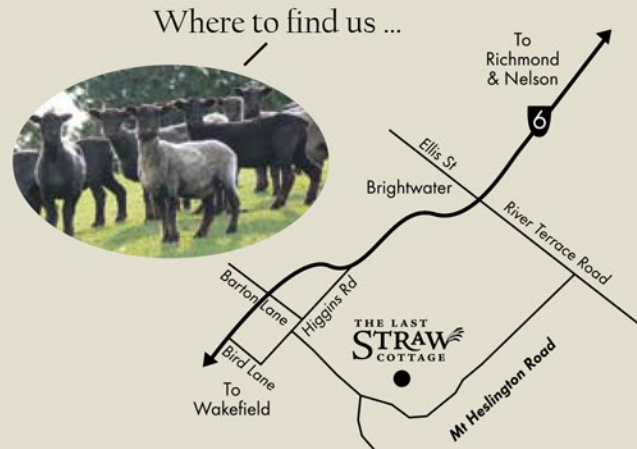 Where to find us ...
To
Richmond
& Nelson
6
Ellis St
Brightwater
River Terrace Road
Barton Lane
Higgins Rd
THE LAST
STRAW
COTTAGE
Bird Lane
To
Wakefield
Mt Heslington Road